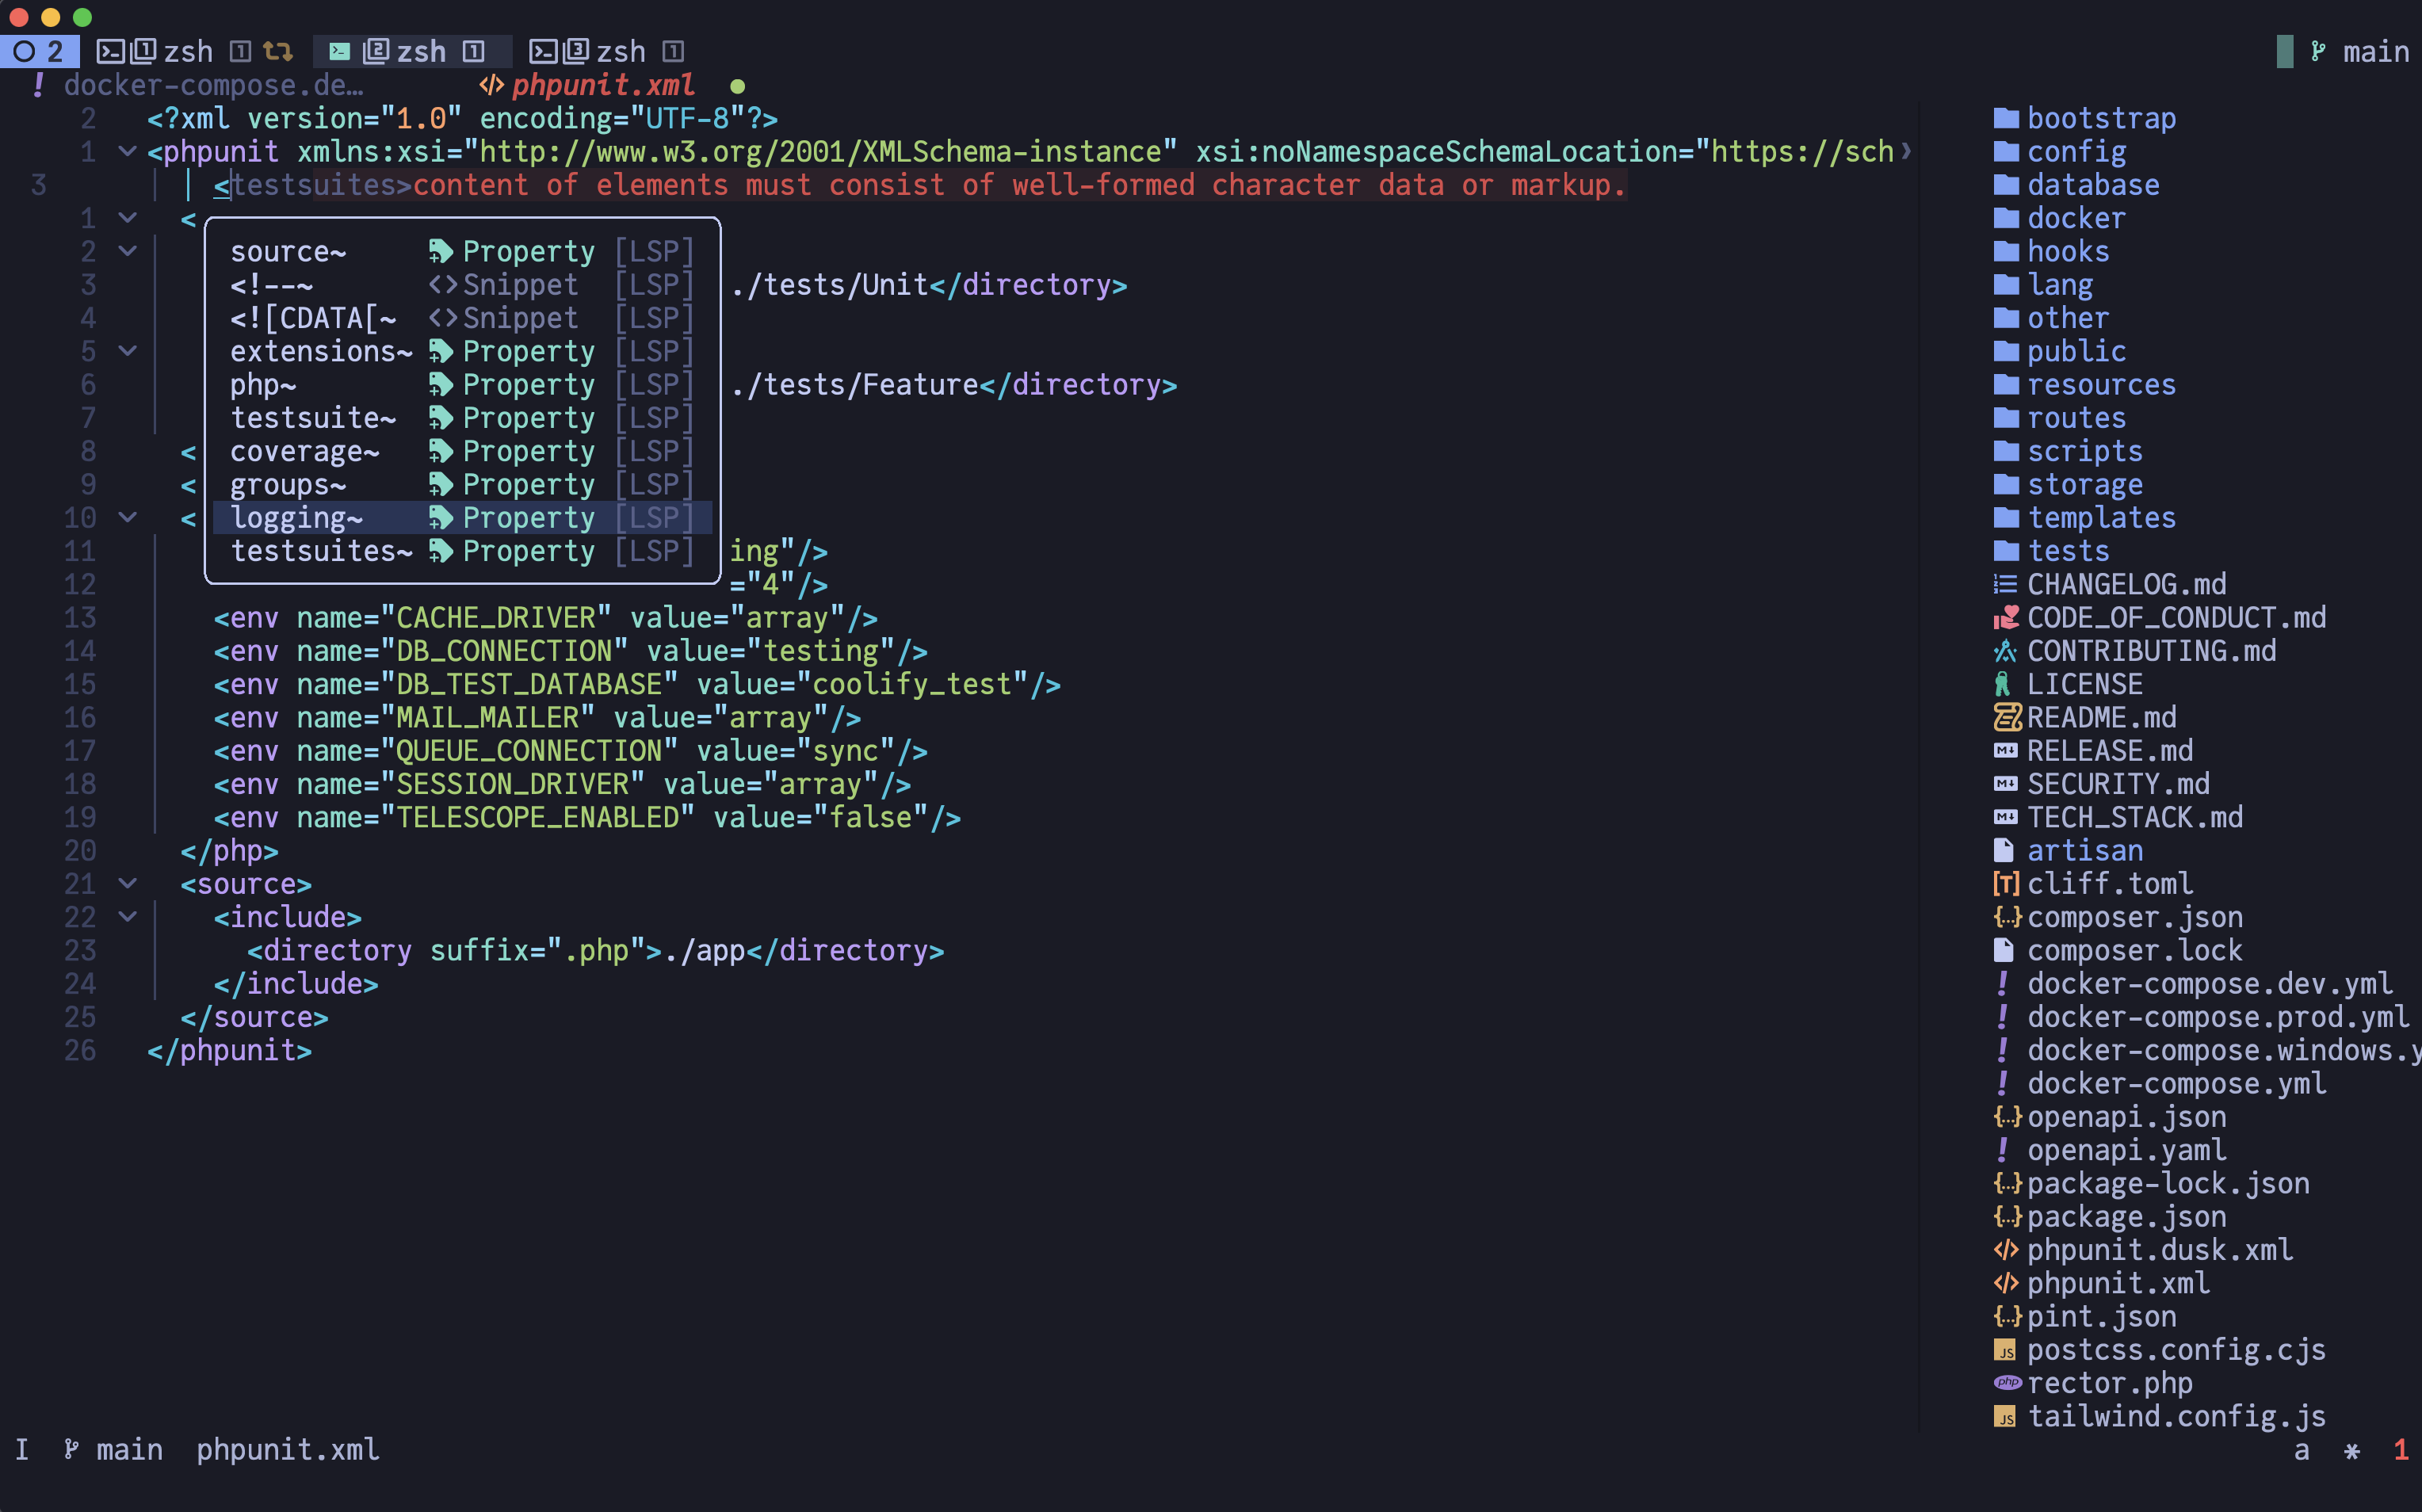 2 1 zsh 1 2 zsh 1 3 zsh 1 main
! docker-compose.de… </> phpunit.xml
2 <?xml version="1.0" encoding="UTF-8"?>
1 <phpunit xmlns:xsi="http://www.w3.org/2001/XMLSchema-instance" xsi:noNamespaceSchemaLocation="https://sch
3 <testsuites>content of elements must consist of well-formed character data or markup.
1 <
2 source~ Property [LSP]
3 <!--~ <>Snippet [LSP] ./tests/Unit</directory>
4 <![CDATA[~ <>Snippet [LSP]
5 extensions~ Property [LSP]
6 php~ Property [LSP] ./tests/Feature</directory>
7 testsuite~ Property [LSP]
8 < coverage~ Property [LSP]
9 < groups~ Property [LSP]
10 < logging~ Property [LSP]
11 testsuites~ Property [LSP] ing"/>
12 ="4"/>
13 <env name="CACHE_DRIVER" value="array"/>
14 <env name="DB_CONNECTION" value="testing"/>
15 <env name="DB_TEST_DATABASE" value="coolify_test"/>
16 <env name="MAIL_MAILER" value="array"/>
17 <env name="QUEUE_CONNECTION" value="sync"/>
18 <env name="SESSION_DRIVER" value="array"/>
19 <env name="TELESCOPE_ENABLED" value="false"/>
20 </php>
21 <source>
22 <include>
23 <directory suffix=".php">./app</directory>
24 </include>
25 </source>
26 </phpunit>
bootstrap
config
database
docker
hooks
lang
other
public
resources
routes
scripts
storage
templates
tests
CHANGELOG.md
CODE_OF_CONDUCT.md
CONTRIBUTING.md
LICENSE
README.md
RELEASE.md
SECURITY.md
TECH_STACK.md
artisan
[T] cliff.toml
{…} composer.json
composer.lock
! docker-compose.dev.yml
! docker-compose.prod.yml
! docker-compose.windows.y
! docker-compose.yml
{…} openapi.json
! openapi.yaml
{…} package-lock.json
{…} package.json
</> phpunit.dusk.xml
</> phpunit.xml
{…} pint.json
JS postcss.config.cjs
php rector.php
JS tailwind.config.js
I main phpunit.xml a * 1